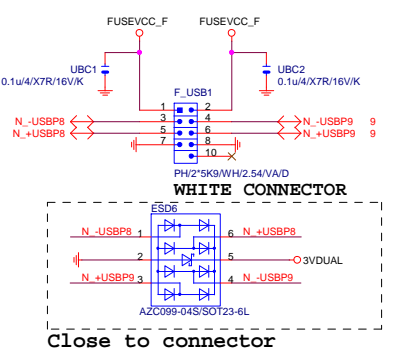 FUSEVCC_F FUSEVCC_F
UBC1 UBC2
0.1u/4/X7R/16V/K 0.1u/4/X7R/16V/K
F_USB1
1 2
N_-USBP8 3 4 N_-USBP9 9
N_+USBP8 5 6 N_+USBP9 9
7 8
10
PH/2*5K9/WH/2.54/VA/D
WHITE CONNECTOR
ESD6
N_-USBP8 1 6 N_+USBP8
2 5 3VDUAL
N_+USBP9 3 4 N_-USBP9
AZC099-04S/SOT23-6L
Close to connector